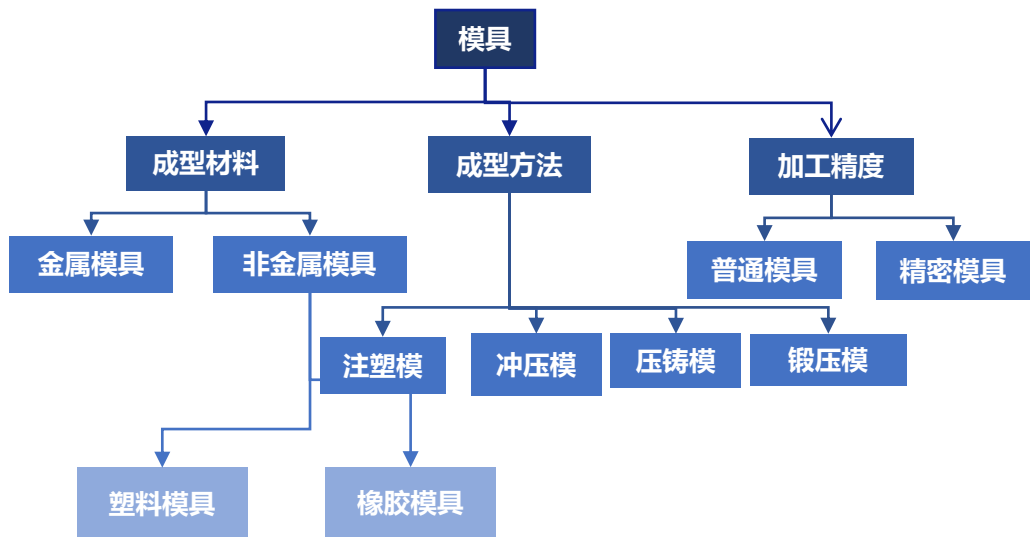 模具
成型材料
成型方法
加工精度
金属模具
非金属模具
普通模具
精密模具
注塑模
冲压模
压铸模
锻压模
塑料模具
橡胶模具